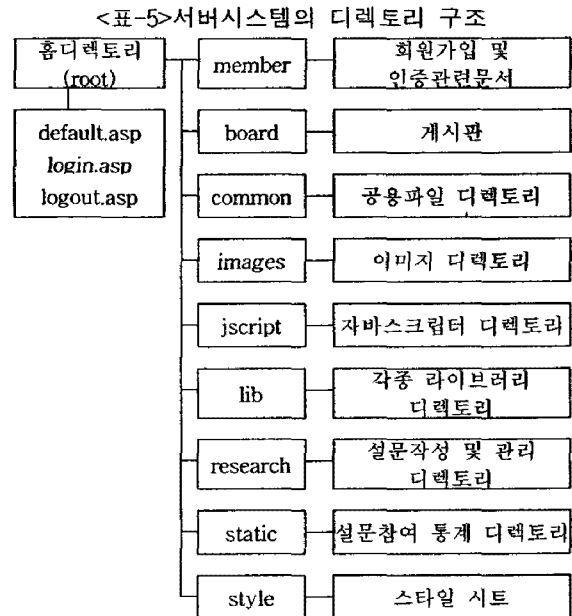 <표-5>서버시스템의 디렉토리 구조
홈디렉토리
(root)
default.asp
login.asp
logout.asp
member
회원가입 및
인증관련문서
board
게시판
common
공용파일 디렉토리
images
이미지 디렉토리
jscript
자바스크립터 디렉토리
lib
각종 라이브러리
디렉토리
research
설문작성 및 관리
디렉토리
static
설문참여 통계 디렉토리
style
스타일 시트